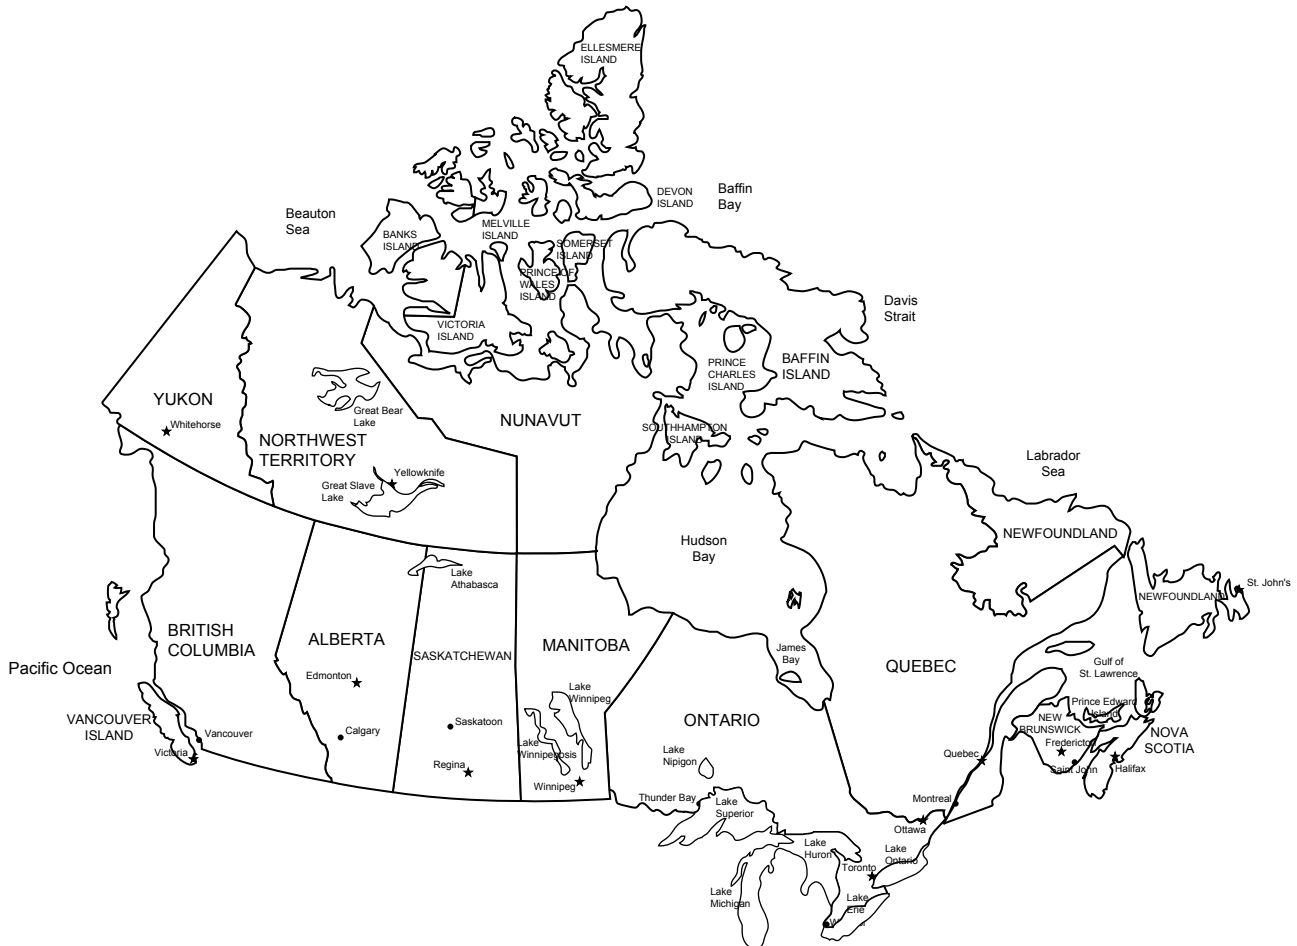 ELLESMERE
ISLAND
DEVON
ISLAND
Baffin
Bay
Beauton
Sea
BANKS
ISLAND
MELVILLE
ISLAND
SOMERSET
ISLAND
PRINCE OF
WALES
ISLAND
VICTORIA
ISLAND
Davis
Strait
PRINCE
CHARLES
ISLAND
BAFFIN
ISLAND
YUKON
Whitehorse
Great Bear
Lake
NORTHWEST
TERRITORY
NUNAVUT
SOUTHHAMPTON
ISLAND
Yellowknife
Great Slave
Lake
Labrador
Sea
Hudson
Bay
NEWFOUNDLAND
Lake
Athabasca
St. John's
NEWFOUNDLAND
BRITISH
COLUMBIA
ALBERTA
SASKATCHEWAN
MANITOBA
James
Bay
QUEBEC
Pacific Ocean
Edmonton
Gulf of
St. Lawrence
Lake
Winnipeg
Prince Edward
Island
VANCOUVER
ISLAND
Vancouver
Victoria
Calgary
Saskatoon
Regina
Lake
Winnipegosis
Winnipeg
ONTARIO
Lake
Nipigon
NEW
BRUNSWICK
Fredericton
Saint John
NOVA
SCOTIA
Halifax
Quebec
Montreal
Ottawa
Thunder Bay
Lake
Superior
Lake
Huron
Toronto
Lake
Ontario
Lake
Michigan
Lake
Erie